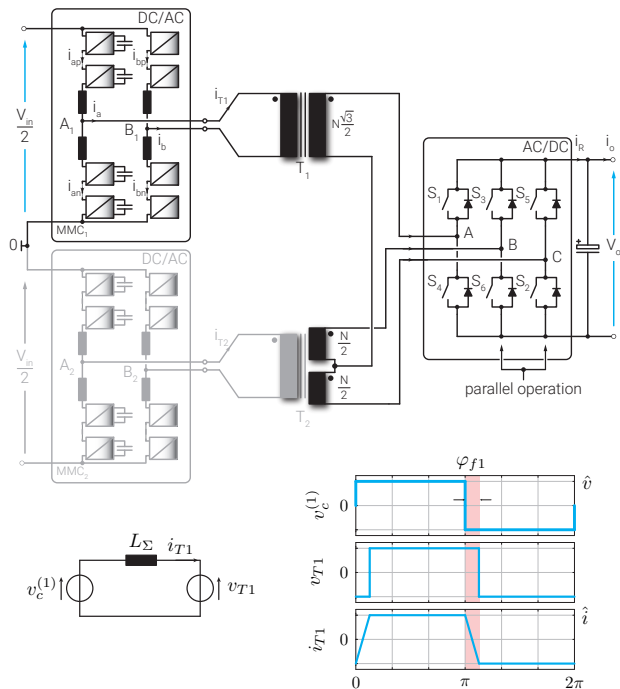 DC/AC
V_in/2
i_ap
i_bp
i_a
A_1
B_1
i_b
i_an
i_bn
MMC_1
0
i_T1
N√3/2
T_1
AC/DC
i_R
i_o
S_1
S_3
S_5
A
B
C
V_o
+
S_4
S_6
S_2
parallel operation
DC/AC
V_in/2
A_2
B_2
MMC_2
i_T2
N/2
N/2
T_2
φ_f1
v_c^(1)
0
v̂
v_T1
0
i_T1
0
î
0
π
2π
L_Σ
i_T1
v_c^(1)
v_T1